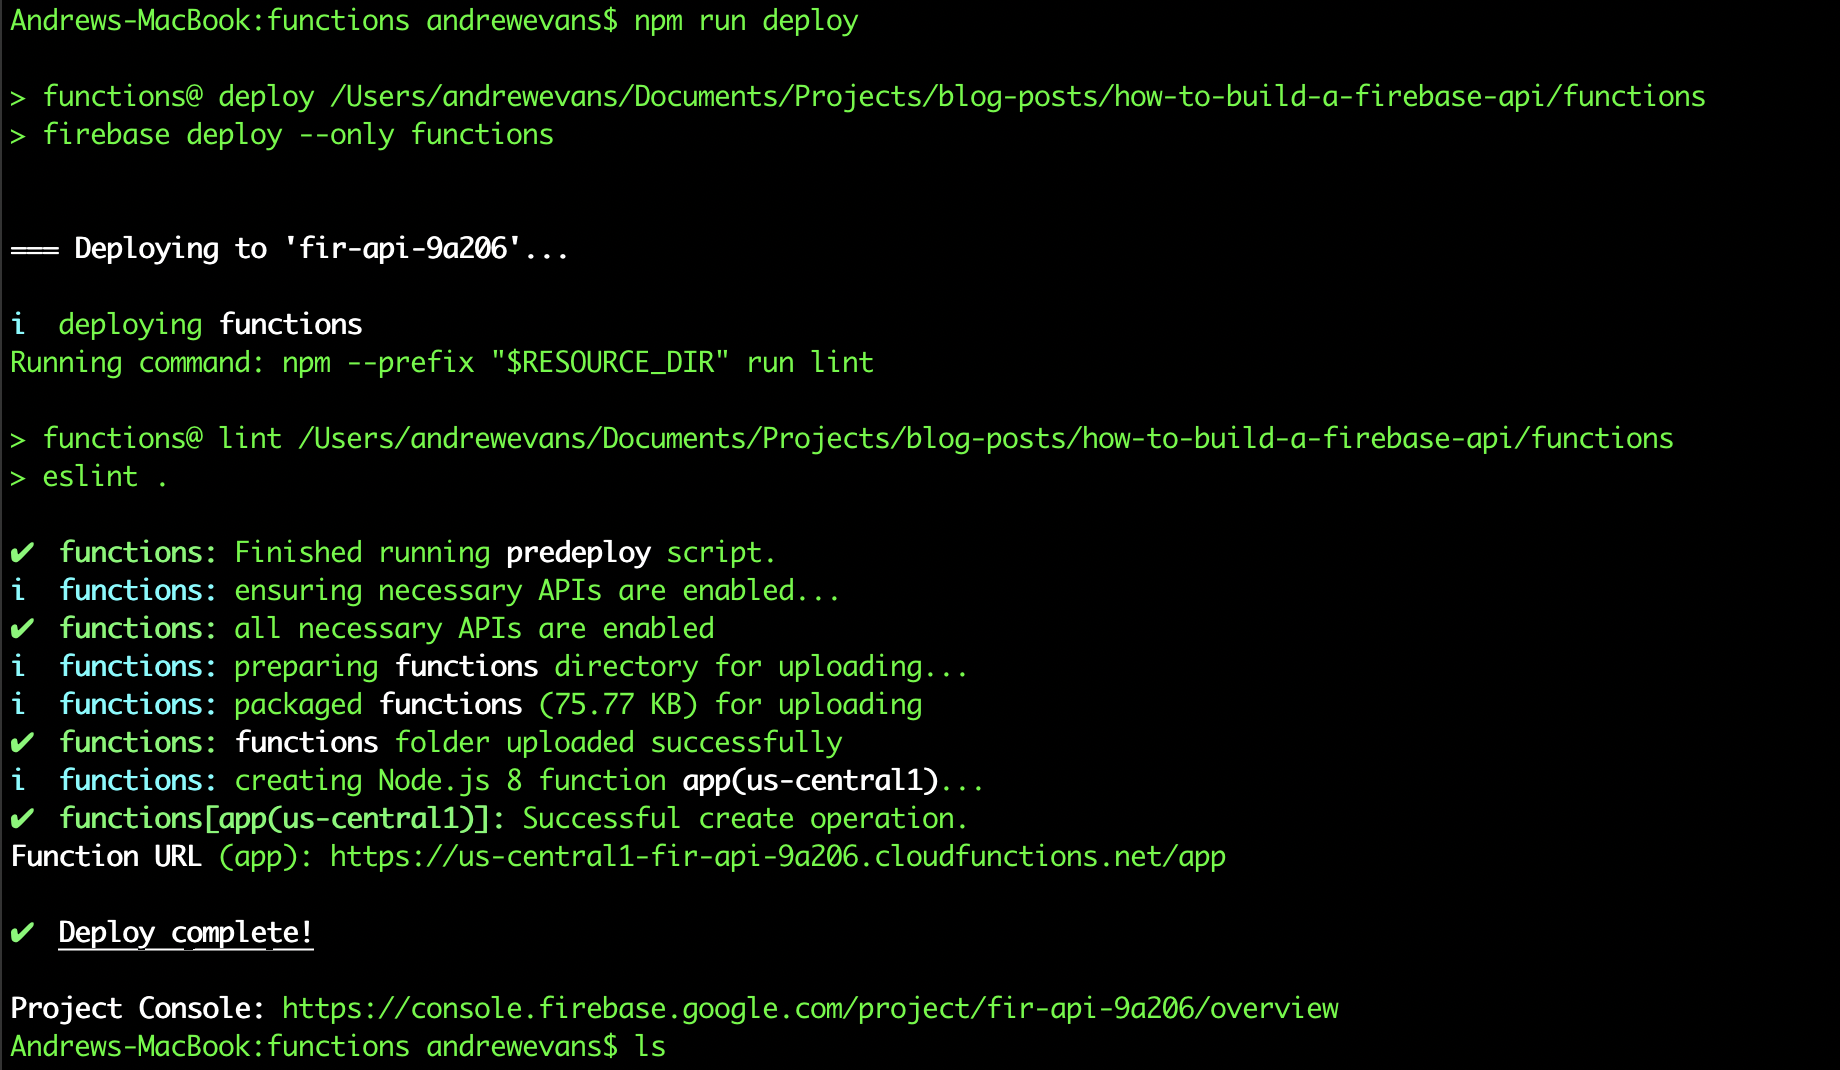 Andrews-MacBook:functions andrewevans$ npm run deploy
> functions@ deploy /Users/andrewevans/Documents/Projects/blog-posts/how-to-build-a-firebase-api/functions
> firebase deploy --only functions
=== Deploying to 'fir-api-9a206'...
i  deploying functions
Running command: npm --prefix "$RESOURCE_DIR" run lint
> functions@ lint /Users/andrewevans/Documents/Projects/blog-posts/how-to-build-a-firebase-api/functions
> eslint .
✔  functions: Finished running predeploy script.
i  functions: ensuring necessary APIs are enabled...
✔  functions: all necessary APIs are enabled
i  functions: preparing functions directory for uploading...
i  functions: packaged functions (75.77 KB) for uploading
✔  functions: functions folder uploaded successfully
i  functions: creating Node.js 8 function app(us-central1)...
✔  functions[app(us-central1)]: Successful create operation.
Function URL (app): https://us-central1-fir-api-9a206.cloudfunctions.net/app
✔  Deploy complete!
Project Console: https://console.firebase.google.com/project/fir-api-9a206/overview
Andrews-MacBook:functions andrewevans$ ls